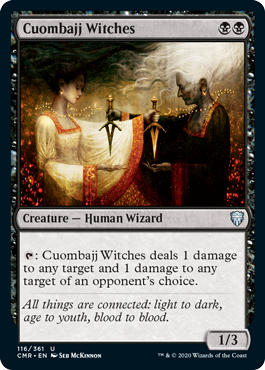 Cuombajj Witches
Creature — Human Wizard
: Cuombajj Witches deals 1 damage
to any target and 1 damage to any
target of an opponent's choice.
All things are connected: light to dark,
age to youth, blood to blood.
1/3
116/361 U
CMR • EN Seb McKinnon
™ & © 2020 Wizards of the Coast